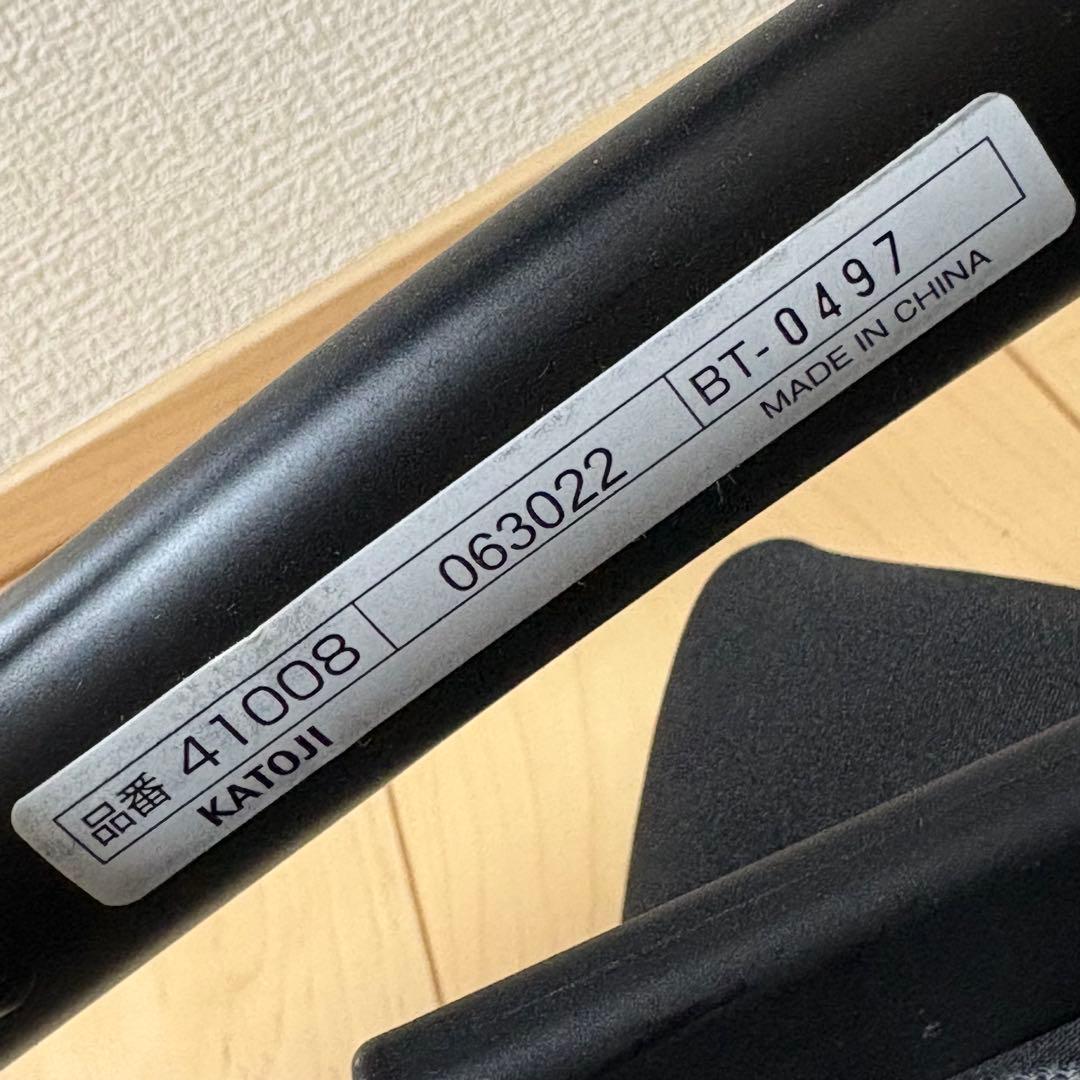 品番 41008 063022 BT-0497
KATOJI MADE IN CHINA